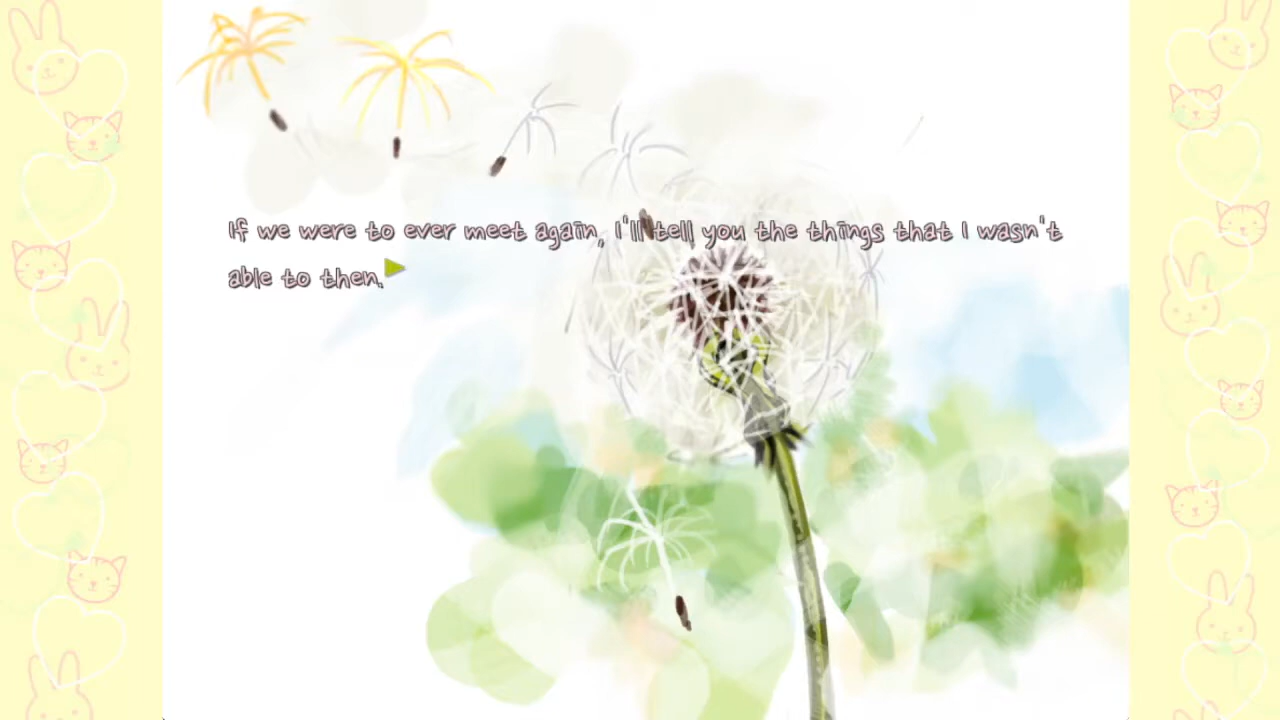 If we were to ever meet again, I'll tell you the things that I wasn't
able to then.